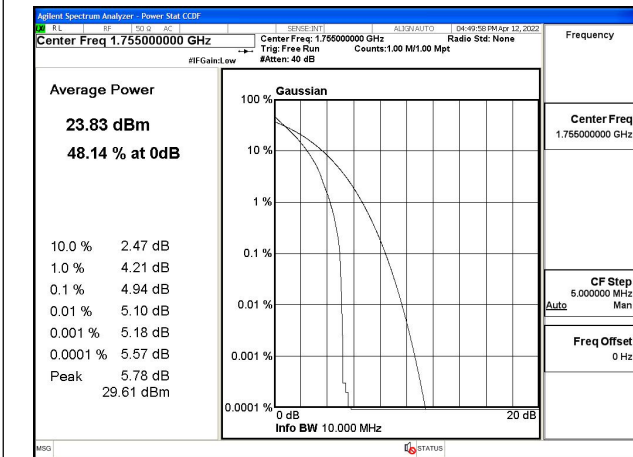 Agilent Spectrum Analyzer - Power Stat CCDF
RL RF 50 Ω AC SENSE:INT ALIGNAUTO 04:49:58 PM Apr 12, 2022
Center Freq 1.755000000 GHz
Center Freq: 1.755000000 GHz Radio Std: None
Trig: Free Run Counts:1.00 M/1.00 Mpt
#IFGain:Low #Atten: 40 dB
Frequency
Average Power
23.83 dBm
48.14 % at 0dB
10.0 % 2.47 dB
1.0 % 4.21 dB
0.1 % 4.94 dB
0.01 % 5.10 dB
0.001 % 5.18 dB
0.0001 % 5.57 dB
Peak 5.78 dB
29.61 dBm
Gaussian
100 %
10 %
1 %
0.1 %
0.01 %
0.001 %
0.0001 %
0 dB 20 dB
Info BW 10.000 MHz
Center Freq
1.755000000 GHz
CF Step
5.000000 MHz
Auto Man
Freq Offset
0 Hz
MSG STATUS